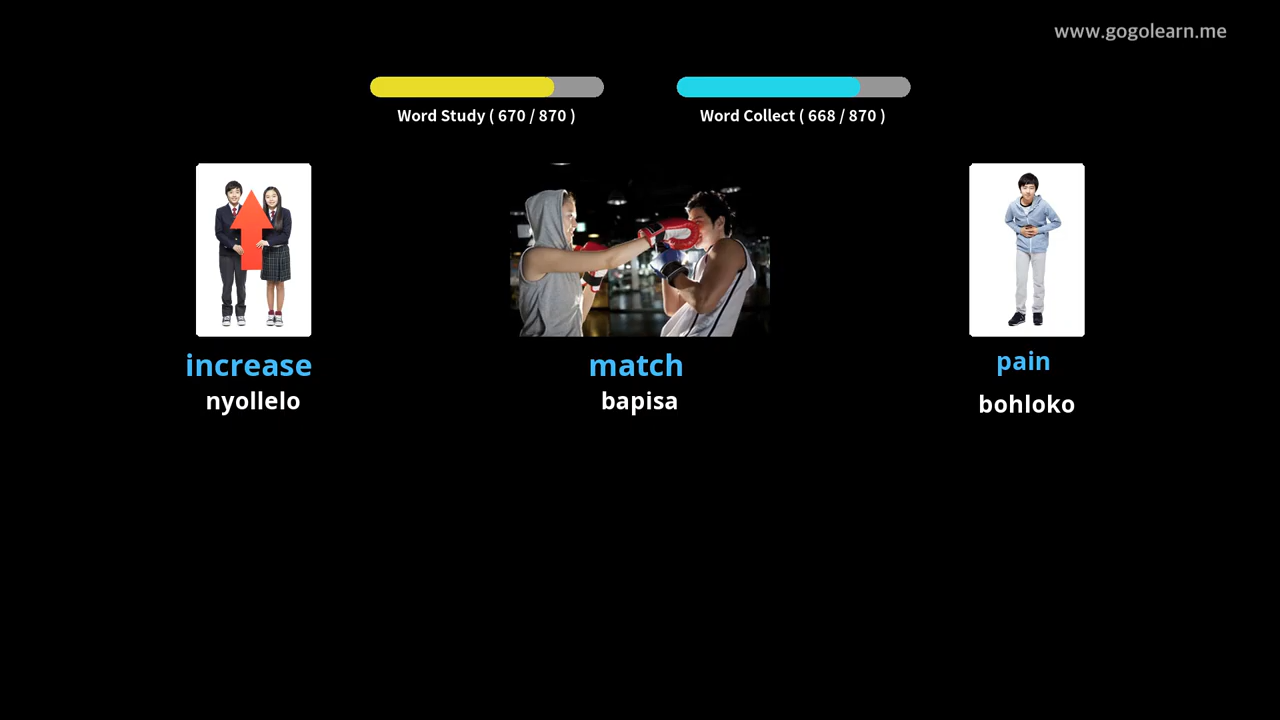 www.gogolearn.me
Word Study ( 670 / 870 )
Word Collect ( 668 / 870 )
increase
nyollelo
match
bapisa
pain
bohloko